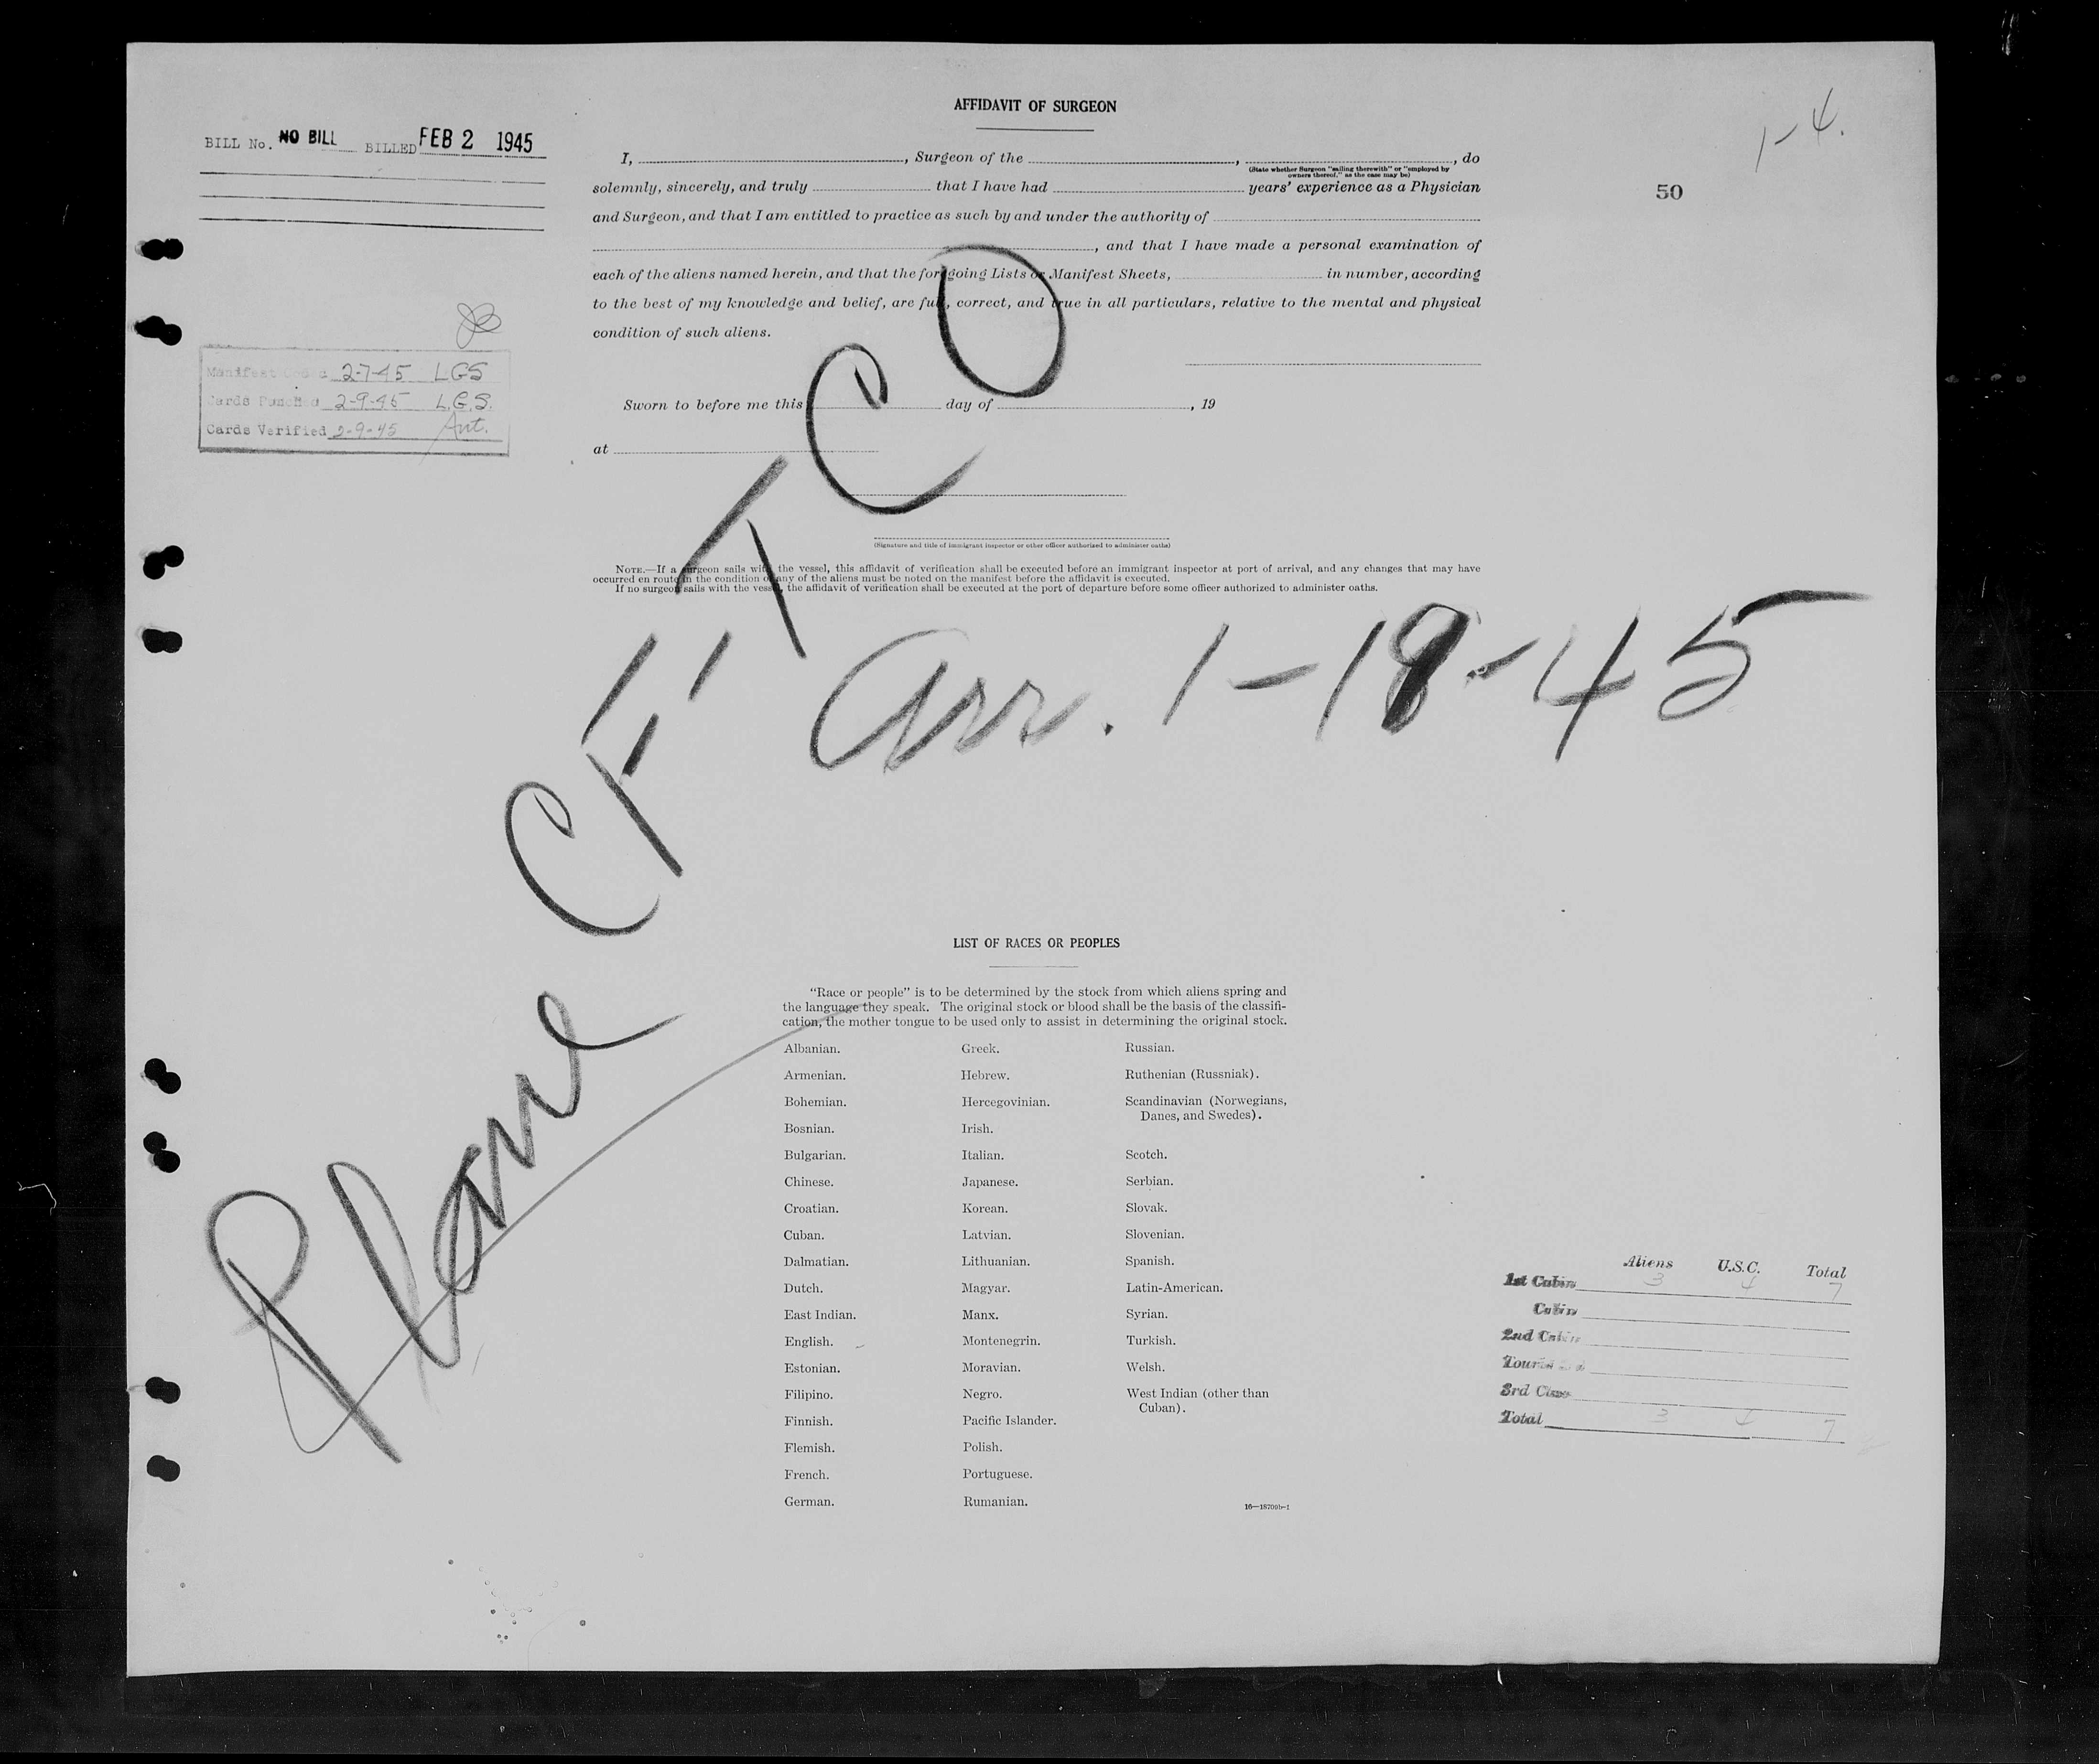 AFFIDAVIT OF SURGEON
1-4.
BILL No. NO BILL BILLED FEB 2 1945
50
I, , Surgeon of the , , do
(State whether Surgeon "sailing therewith" or "employed by
owners thereof," as the case may be)
solemnly, sincerely, and truly that I have had years' experience as a Physician
and Surgeon, and that I am entitled to practice as such by and under the authority of
, and that I have made a personal examination of
each of the aliens named herein, and that the foregoing Lists or Manifest Sheets, in number, according
to the best of my knowledge and belief, are full, correct, and true in all particulars, relative to the mental and physical
condition of such aliens.
Manifest Coded 2-7-45 LGS
Cards Punched 2-9-45 L.G.S.
Cards Verified 2-9-45 Ant.
Sworn to before me this day of , 19
at
(Signature and title of immigrant inspector or other officer authorized to administer oaths)
NOTE.—If a surgeon sails with the vessel, this affidavit of verification shall be executed before an immigrant inspector at port of arrival, and any changes that may have
occurred en route in the condition of any of the aliens must be noted on the manifest before the affidavit is executed.
If no surgeon sails with the vessel, the affidavit of verification shall be executed at the port of departure before some officer authorized to administer oaths.
Plane CF'TCO
arr. 1-18-45
LIST OF RACES OR PEOPLES
"Race or people" is to be determined by the stock from which aliens spring and
the language they speak. The original stock or blood shall be the basis of the classifi-
cation, the mother tongue to be used only to assist in determining the original stock.
Albanian.
Armenian.
Bohemian.
Bosnian.
Bulgarian.
Chinese.
Croatian.
Cuban.
Dalmatian.
Dutch.
East Indian.
English.
Estonian.
Filipino.
Finnish.
Flemish.
French.
German.
Greek.
Hebrew.
Hercegovinian.
Irish.
Italian.
Japanese.
Korean.
Latvian.
Lithuanian.
Magyar.
Manx.
Montenegrin.
Moravian.
Negro.
Pacific Islander.
Polish.
Portuguese.
Rumanian.
Russian.
Ruthenian (Russniak).
Scandinavian (Norwegians,
Danes, and Swedes).
Scotch.
Serbian.
Slovak.
Slovenian.
Spanish.
Latin-American.
Syrian.
Turkish.
Welsh.
West Indian (other than
Cuban).
Aliens U.S.C. Total
1st Cabin 3 4 7
Cabin
2nd Cabin
3rd Class
Total 3 4 7